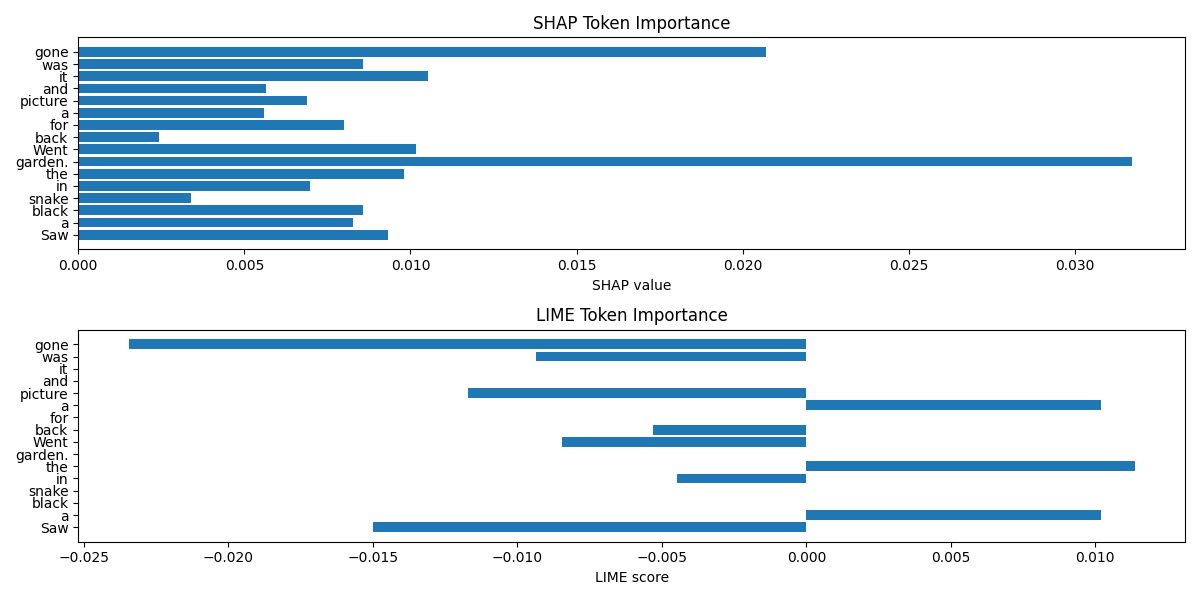 SHAP Token Importance
gone
was
it
and
picture
a
for
back
Went
garden.
the
in
snake
black
a
Saw
0.000 0.005 0.010 0.015 0.020 0.025 0.030
SHAP value
LIME Token Importance
gone
was
it
and
picture
a
for
back
Went
garden.
the
in
snake
black
a
Saw
−0.025 −0.020 −0.015 −0.010 −0.005 0.000 0.005 0.010
LIME score